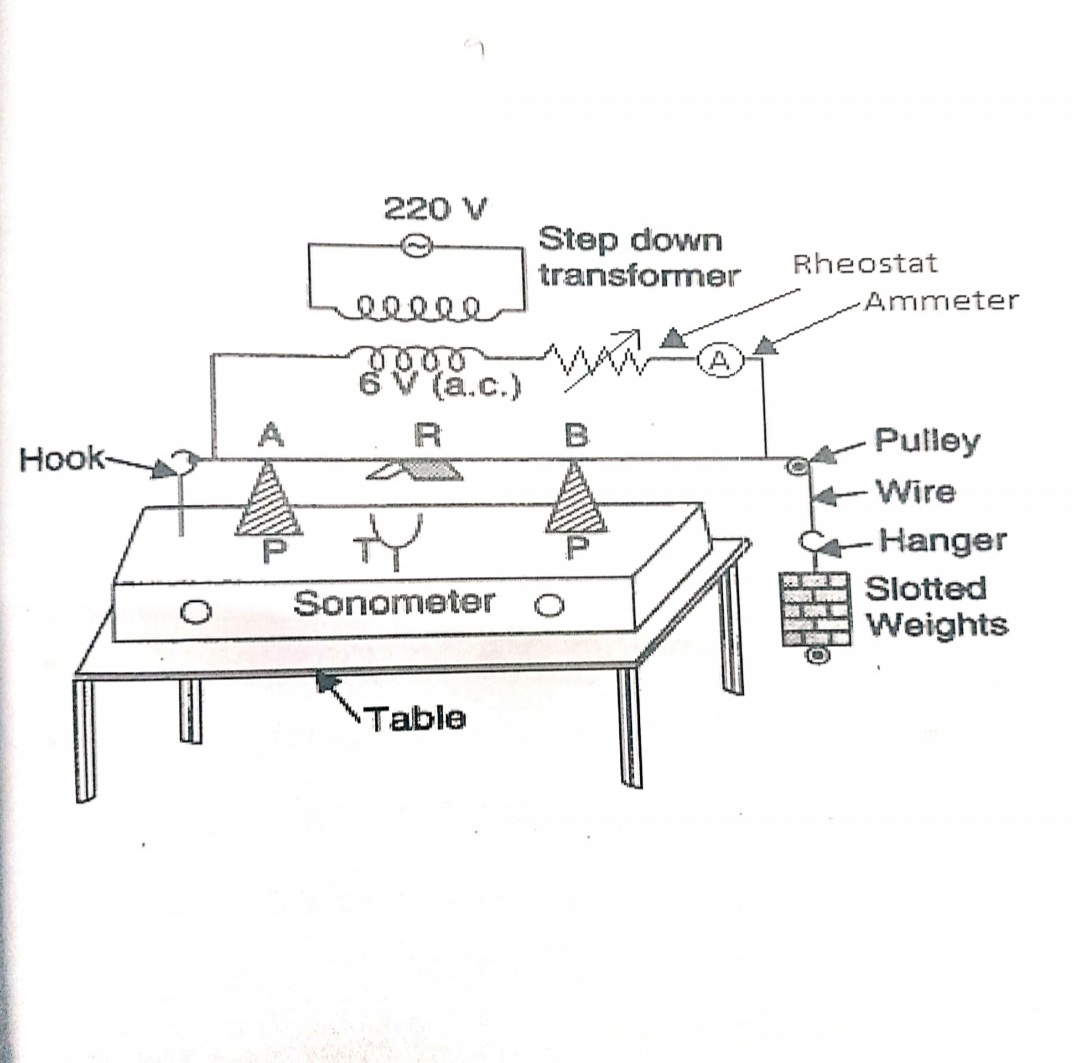 220 V
Step down
transformer
Rheostat
Ammeter
A
6 V (a.c.)
A
R
B
Hook
Pulley
Wire
P
T
P
Hanger
Sonometer
Slotted
Weights
Table